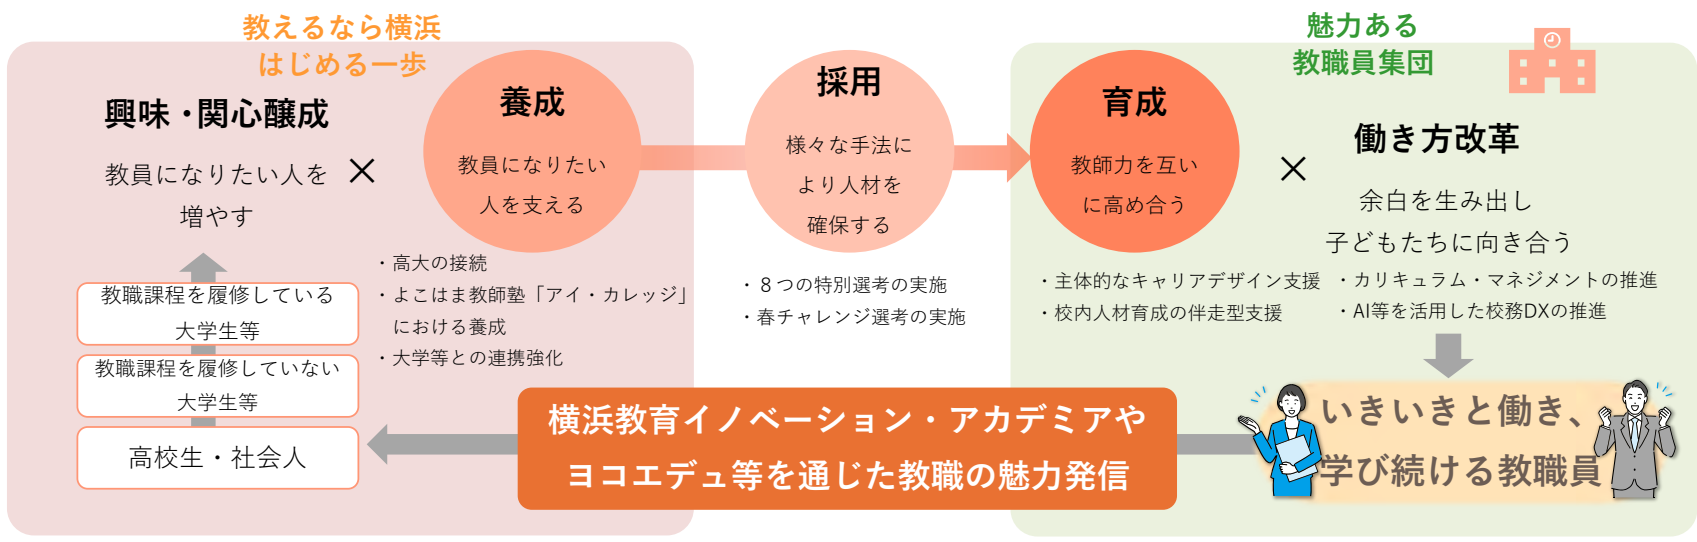 教えるなら横浜
はじめる一歩
興味・関心醸成
教員になりたい人を
増やす
×
養成
教員になりたい
人を支える
・高大の接続
・よこはま教師塾「アイ・カレッジ」
における養成
・大学等との連携強化
教職課程を履修している
大学生等
教職課程を履修していない
大学生等
高校生・社会人
採用
様々な手法に
より人材を
確保する
・８つの特別選考の実施
・春チャレンジ選考の実施
魅力ある
教職員集団
育成
教師力を互い
に高め合う
・主体的なキャリアデザイン支援
・校内人材育成の伴走型支援
×
働き方改革
余白を生み出し
子どもたちに向き合う
・カリキュラム・マネジメントの推進
・AI等を活用した校務DXの推進
いきいきと働き、
学び続ける教職員
横浜教育イノベーション・アカデミアや
ヨコエデュ等を通じた教職の魅力発信